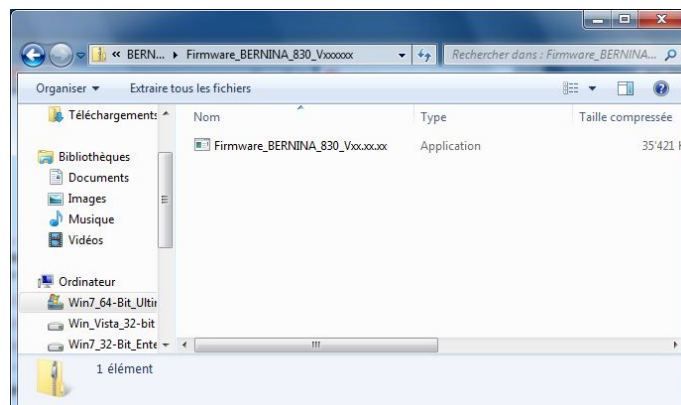 « BERN... ▸ Firmware_BERNINA_830_Vxxxxxx
Rechercher dans : Firmware_BERNINA...
Organiser
Extraire tous les fichiers
Téléchargements
Nom
Type
Taille compressée
Firmware_BERNINA_830_Vxx.xx.xx
Application
35'421
Bibliothèques
Documents
Images
Musique
Vidéos
Ordinateur
Win7_64-Bit_Ultir
Win_Vista_32-bit
Win7_32-Bit_Ente
1 élément